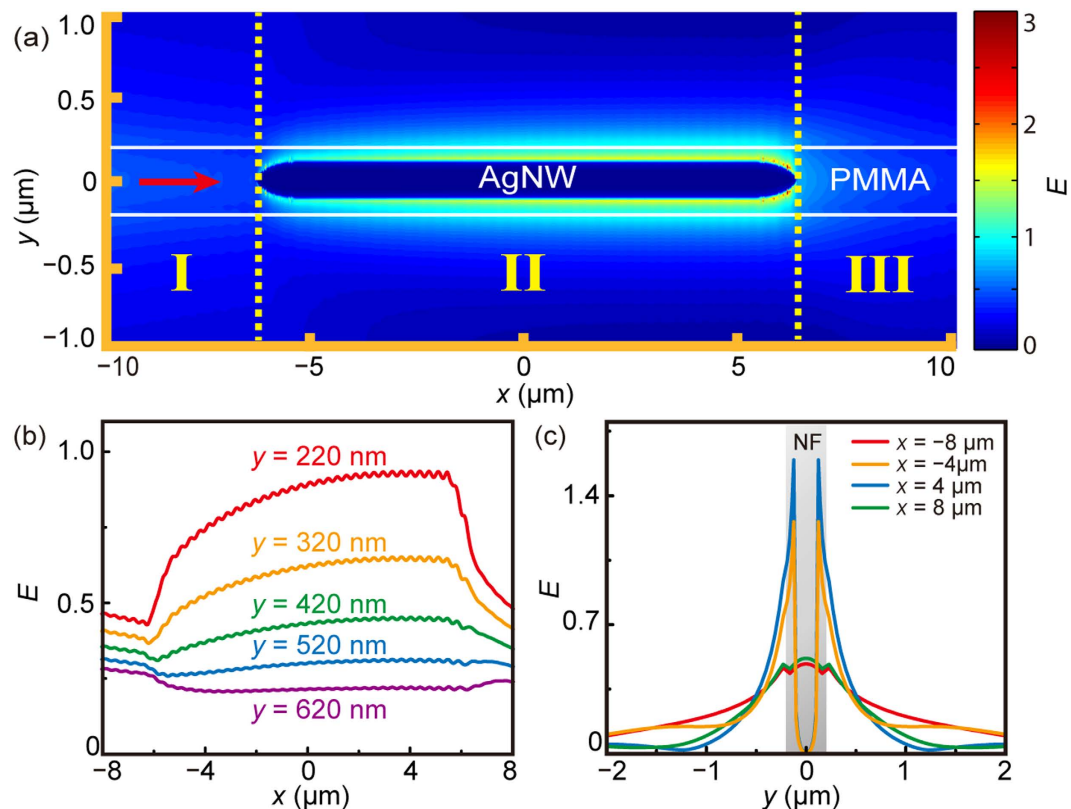 (a)
1.0
0.5
0
−0.5
−1.0
y (μm)
AgNW
PMMA
I
II
III
−10
−5
0
5
10
x (μm)
3
2
1
0
E
(b)
1.0
0.5
0
E
y = 220 nm
y = 320 nm
y = 420 nm
y = 520 nm
y = 620 nm
−8
−4
0
4
8
x (μm)
(c)
NF
x = −8 μm
x = −4μm
x = 4 μm
x = 8 μm
1.4
0.7
0
E
−2
−1
0
1
2
y (μm)